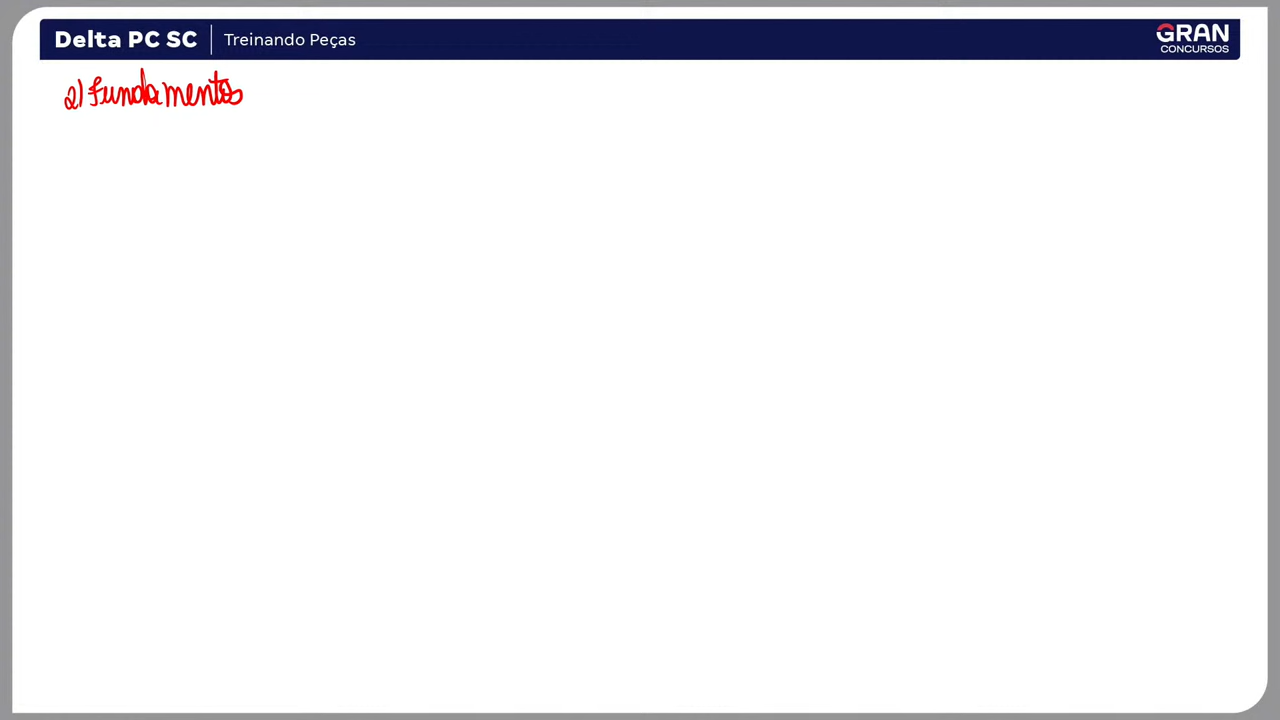 Delta PC SC
Treinando Peças
GRAN
CONCURSOS
2) Fundamentos